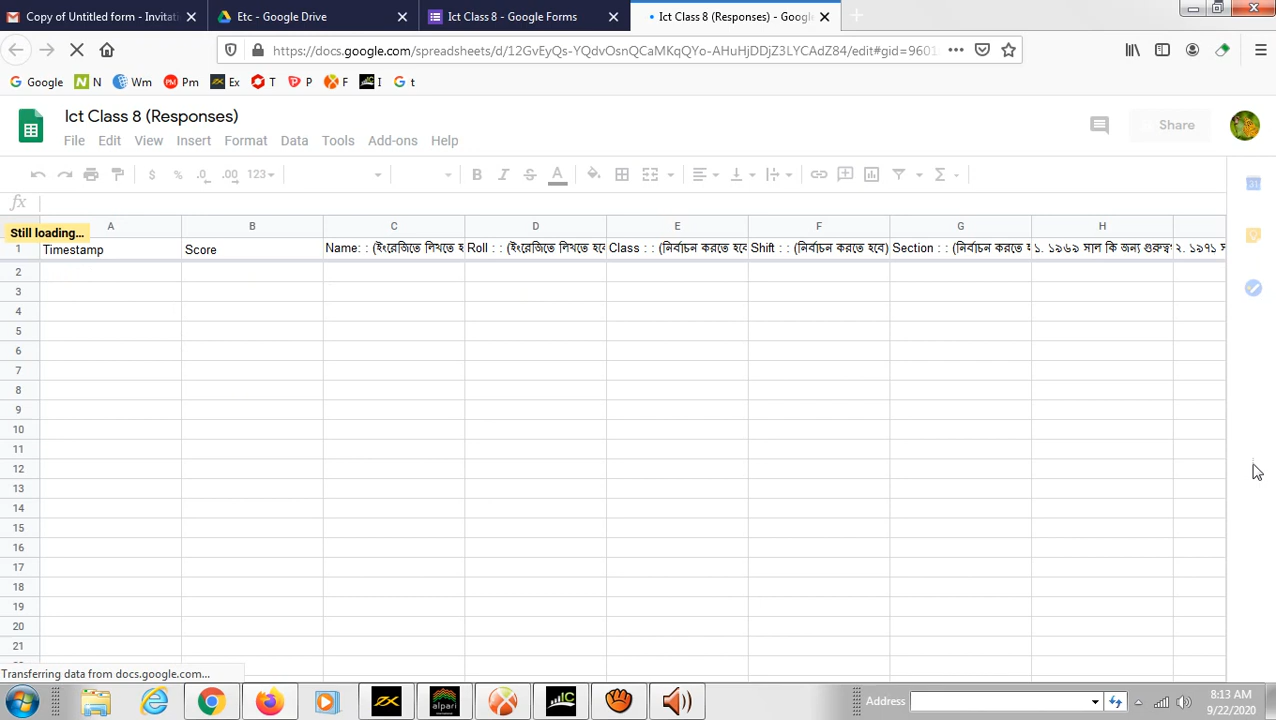 Copy of Untitled form - Invitati
Etc - Google Drive
Ict Class 8 - Google Forms
Ict Class 8 (Responses) - Googl
https://docs.google.com/spreadsheets/d/12GvEyQs-YQdvOsnQCaMKqQYo-AHuHjDDjZ3LYCAdZ84/edit#gid=9601
Google N Wm Pm Ex T P F I t
Ict Class 8 (Responses)
File Edit View Insert Format Data Tools Add-ons Help
Share
$ % .0 .00 123
B I S A
fx
Still loading...
A B C D E F G H
1 Timestamp Score Name: : (ইংরেজিতে লিখতে হ Roll : : (ইংরেজিতে লিখতে হবে Class : : (নির্বাচন করতে হবে) Shift : : (নির্বাচন করতে হবে) Section : : (নির্বাচন করতে হ ১. ১৯৬৯ সাল কি জন্য গুরুত্ব ২. ১৯৭১ স
2
3
4
5
6
7
8
9
10
11
12
13
14
15
16
17
18
19
20
21
Transferring data from docs.google.com...
alpari
Address
8:13 AM
9/22/2020